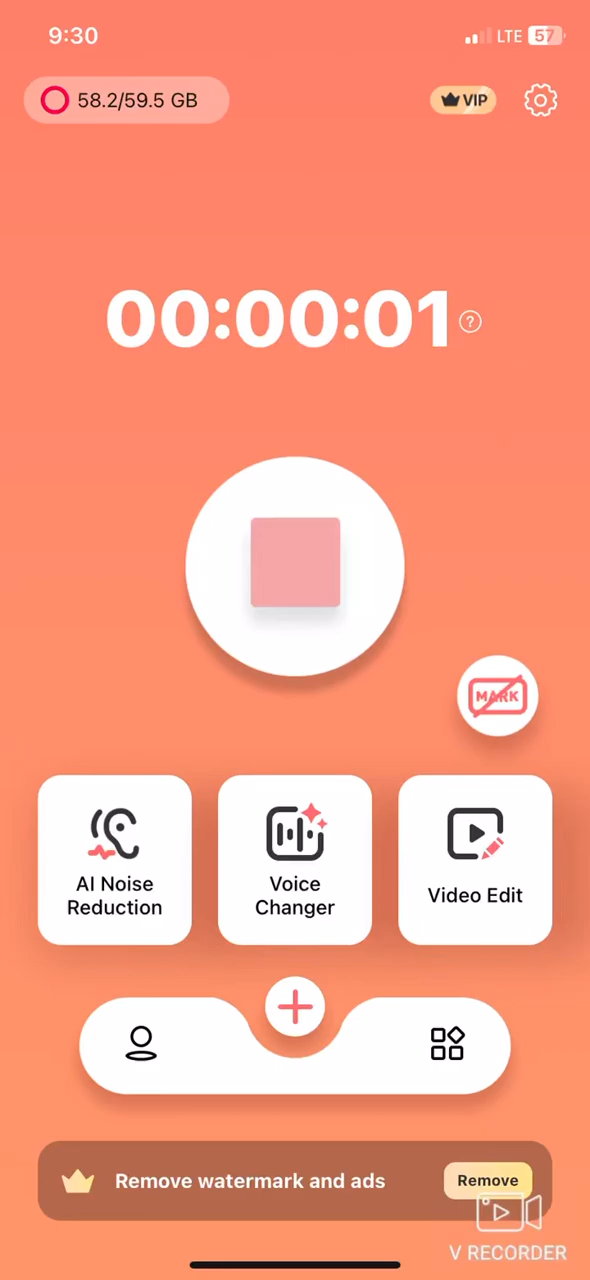 9:30
LTE 57
58.2/59.5 GB
VIP
00:00:01
?
MARK
AI Noise
Reduction
Voice
Changer
Video Edit
Remove watermark and ads
Remove
V RECORDER